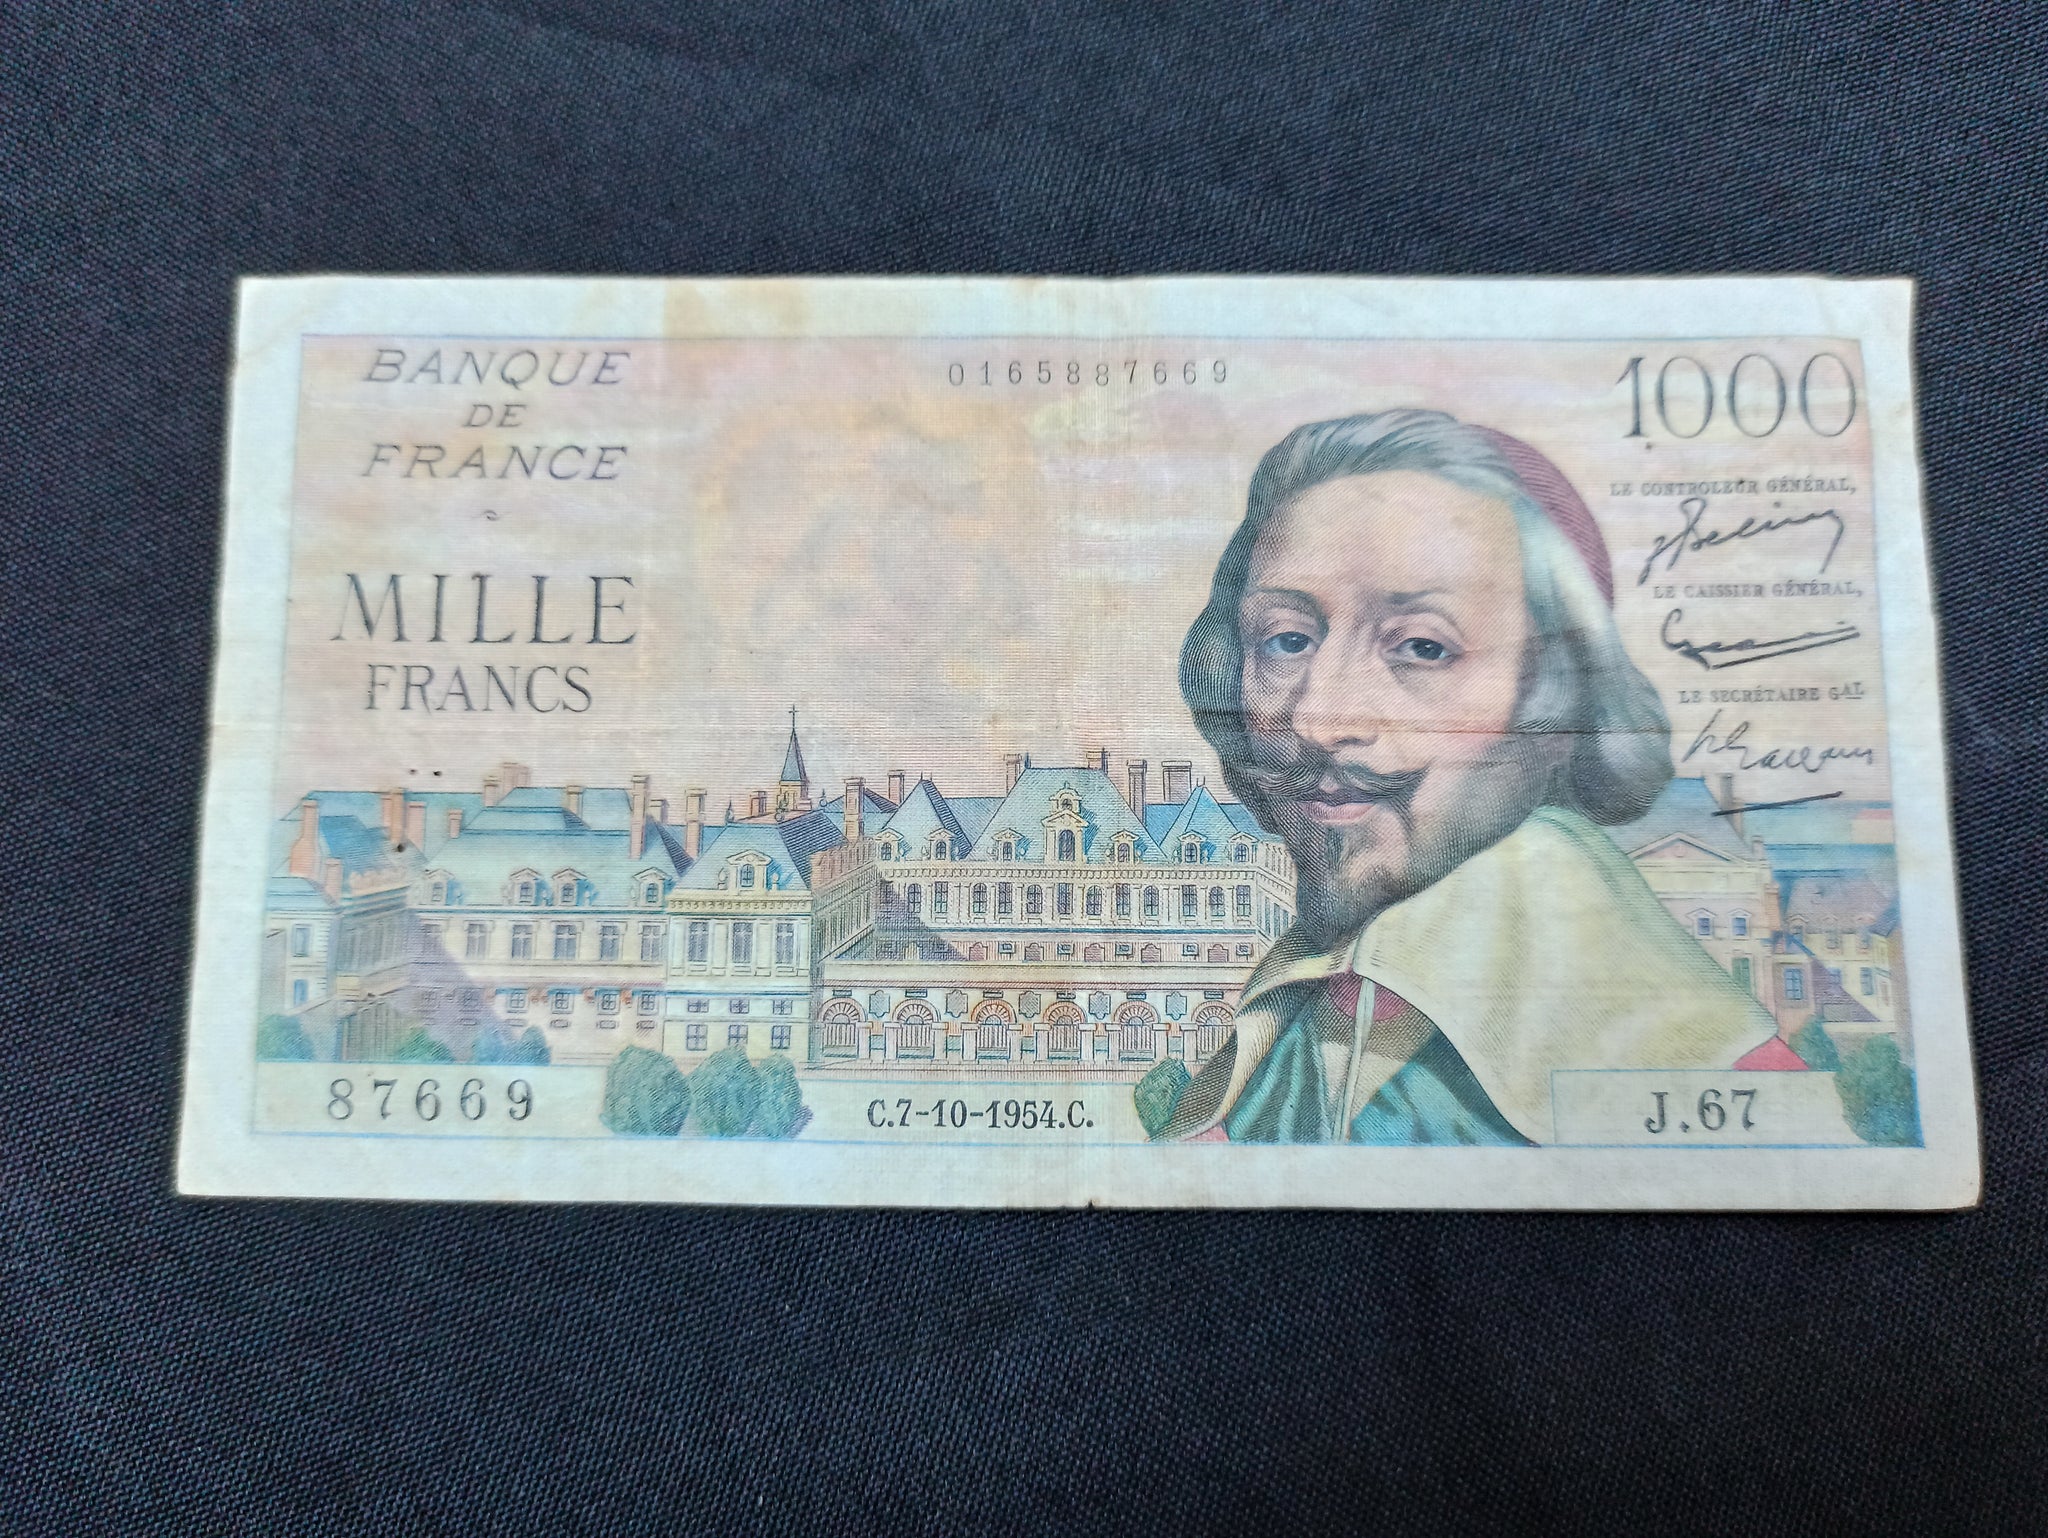 BANQUE
DE
FRANCE
MILLE
FRANCS
0165887669
1000
LE CONTROLEUR GÉNÉRAL,
LE CAISSIER GÉNÉRAL,
LE SECRÉTAIRE GAL
87669
C.7-10-1954.C.
J.67